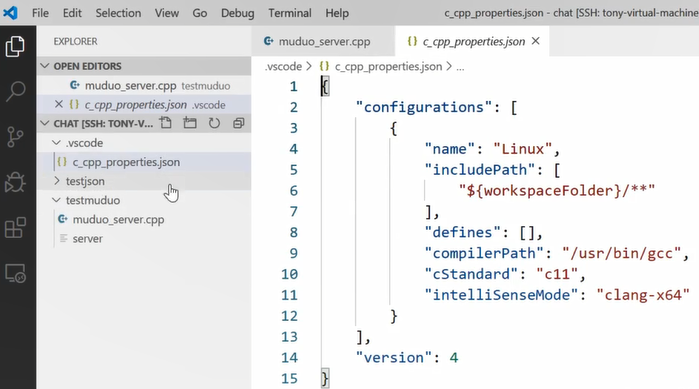 File Edit Selection View Go Debug Terminal Help c_cpp_properties.json - chat [SSH: tony-virtual-machine
EXPLORER
OPEN EDITORS
muduo_server.cpp testmuduo
c_cpp_properties.json .vscode
CHAT [SSH: TONY-V...
.vscode
{} c_cpp_properties.json
testjson
testmuduo
muduo_server.cpp
server
muduo_server.cpp {} c_cpp_properties.json
.vscode > {} c_cpp_properties.json > ...
1 {
2 "configurations": [
3 {
4 "name": "Linux",
5 "includePath": [
6 "${workspaceFolder}/**"
7 ],
8 "defines": [],
9 "compilerPath": "/usr/bin/gcc",
10 "cStandard": "c11",
11 "intelliSenseMode": "clang-x64"
12 }
13 ],
14 "version": 4
15 }